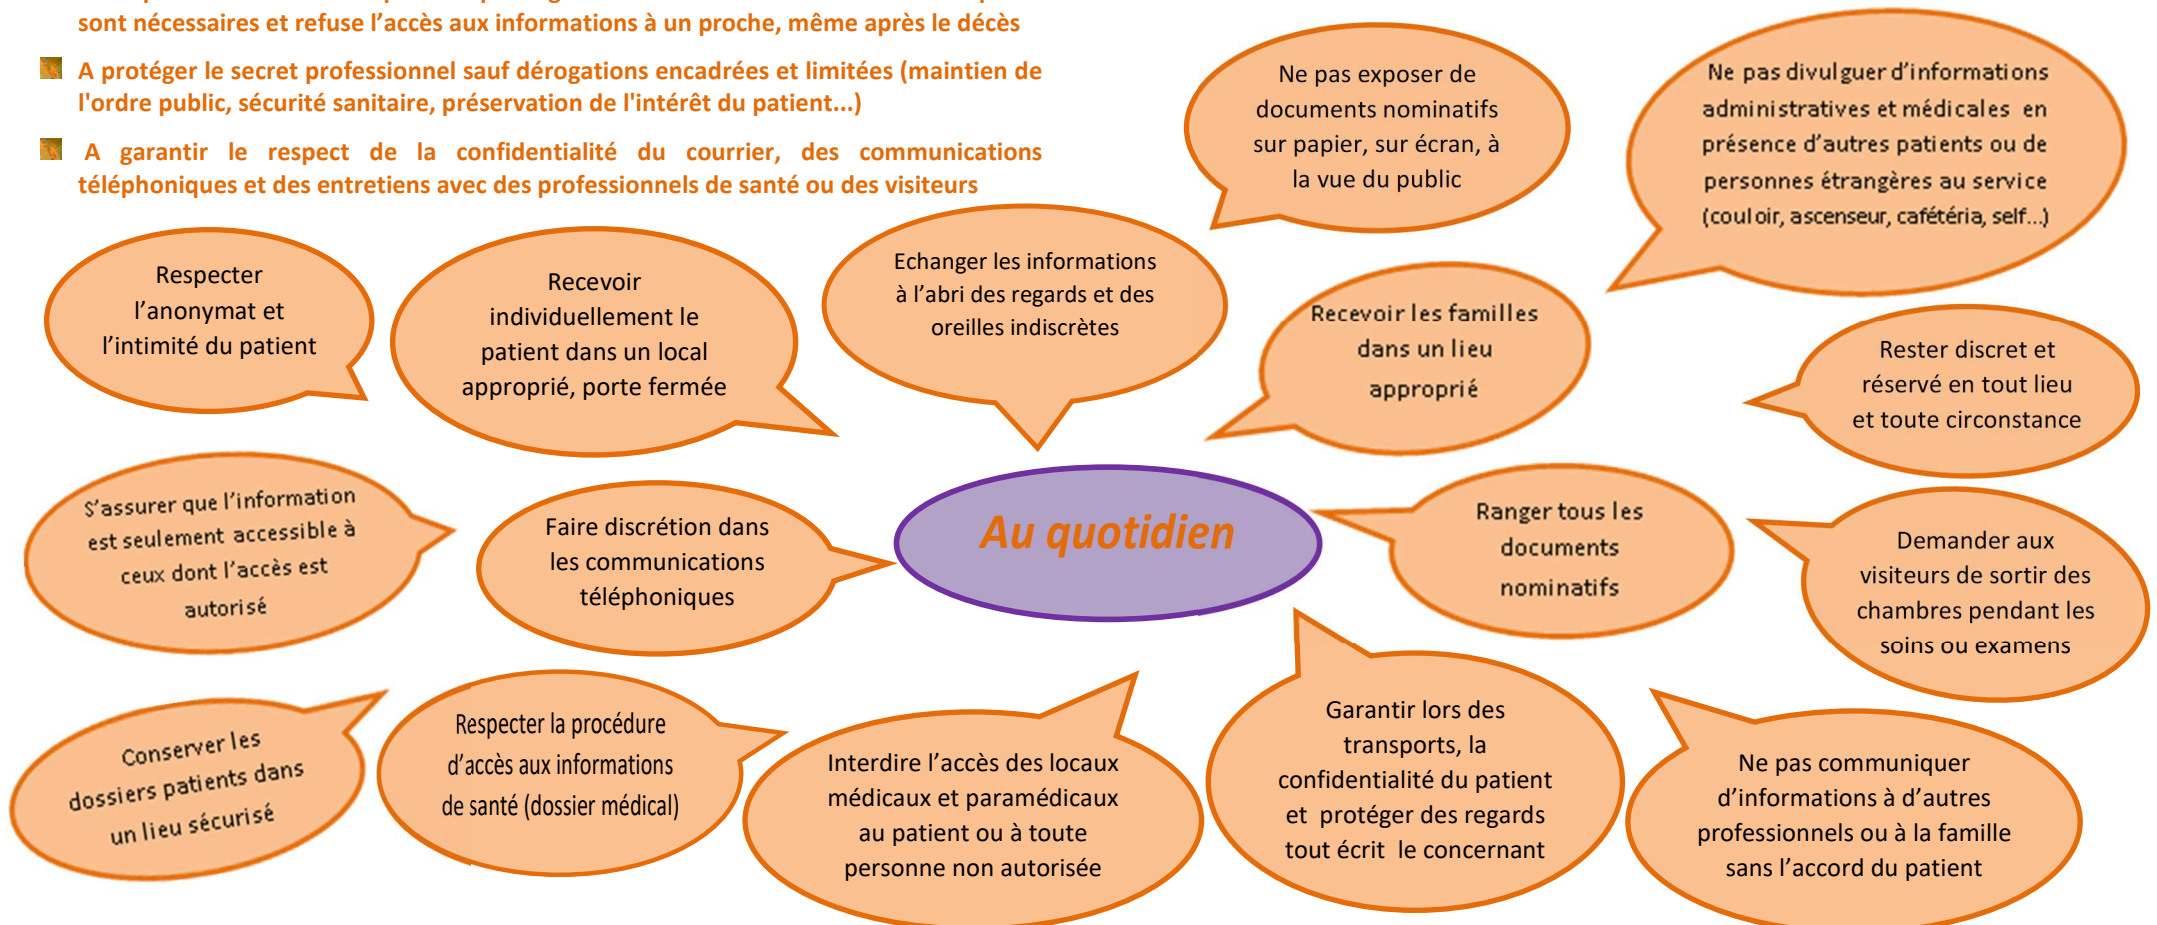 sont nécessaires et refuse l’accès aux informations à un proche, même après le décès
A protéger le secret professionnel sauf dérogations encadrées et limitées (maintien de
l'ordre public, sécurité sanitaire, préservation de l'intérêt du patient...)
A garantir le respect de la confidentialité du courrier, des communications
téléphoniques et des entretiens avec des professionnels de santé ou des visiteurs
Ne pas exposer de
documents nominatifs
sur papier, sur écran, à
la vue du public
Ne pas divulguer d’informations
administratives et médicales en
présence d’autres patients ou de
personnes étrangères au service
(couloir, ascenseur, cafétéria, self...)
Respecter
l’anonymat et
l’intimité du patient
Recevoir
individuellement le
patient dans un local
approprié, porte fermée
Echanger les informations
à l’abri des regards et des
oreilles indiscrètes
Recevoir les familles
dans un lieu
approprié
Rester discret et
réservé en tout lieu
et toute circonstance
S’assurer que l’information
est seulement accessible à
ceux dont l’accès est
autorisé
Faire discrétion dans
les communications
téléphoniques
Au quotidien
Ranger tous les
documents
nominatifs
Demander aux
visiteurs de sortir des
chambres pendant les
soins ou examens
Conserver les
dossiers patients dans
un lieu sécurisé
Respecter la procédure
d’accès aux informations
de santé (dossier médical)
Interdire l’accès des locaux
médicaux et paramédicaux
au patient ou à toute
personne non autorisée
Garantir lors des
transports, la
confidentialité du patient
et protéger des regards
tout écrit le concernant
Ne pas communiquer
d’informations à d’autres
professionnels ou à la famille
sans l’accord du patient